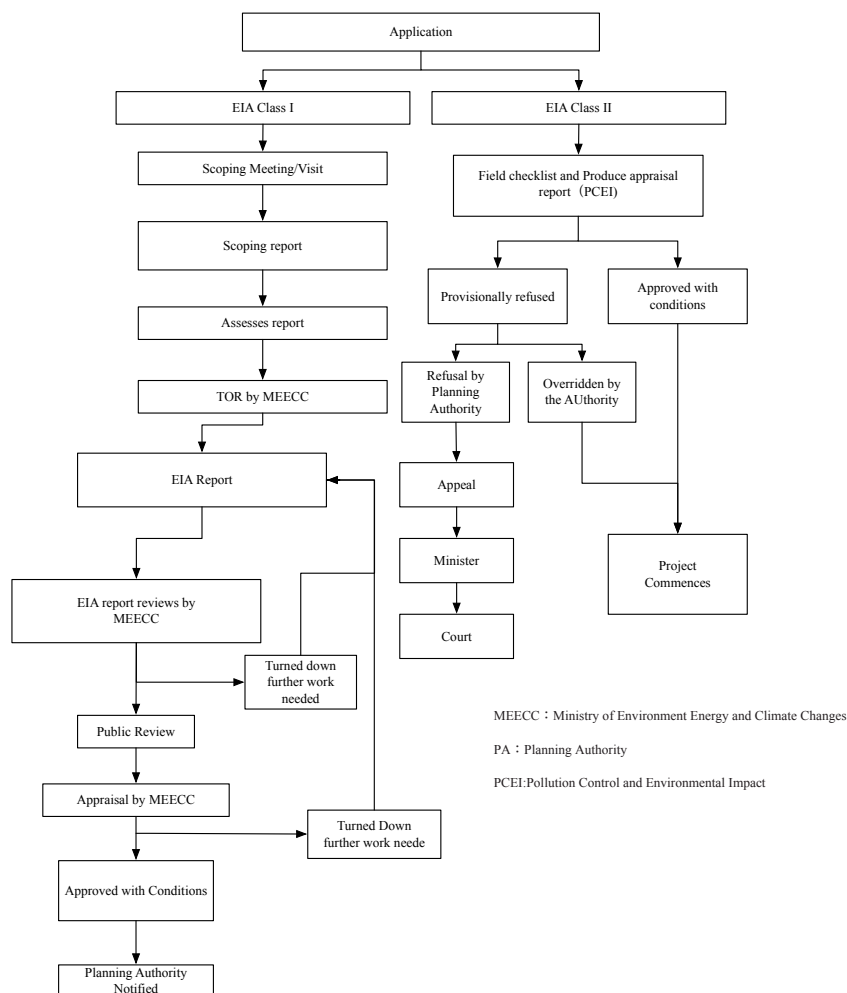 Application
EIA Class I
EIA Class II
Scoping Meeting/Visit
Field checklist and Produce appraisal
report（PCEI)
Scoping report
Provisionally refused
Approved with
conditions
Assesses report
Refusal by
Planning
Authority
Overridden by
the AUthority
TOR by MEECC
EIA Report
Appeal
Minister
Project
Commences
EIA report reviews by
MEECC
Court
Turned down
further work
needed
Public Review
MEECC：Ministry of Environment Energy and Climate Changes
PA：Planning Authority
PCEI:Pollution Control and Environmental Impact
Appraisal by MEECC
Turned Down
further work neede
Approved with Conditions
Planning Authority
Notified